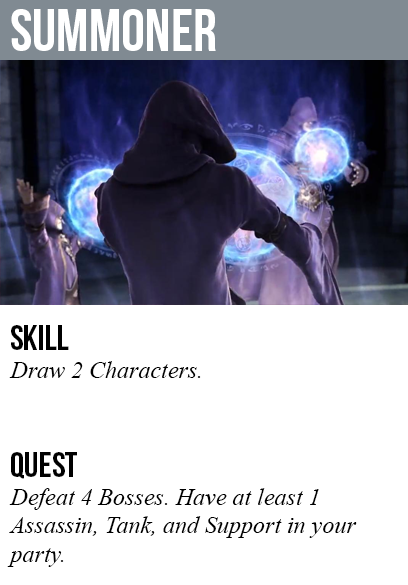 SUMMONER
SKILL
Draw 2 Characters.
QUEST
Defeat 4 Bosses. Have at least 1
Assassin, Tank, and Support in your
party.